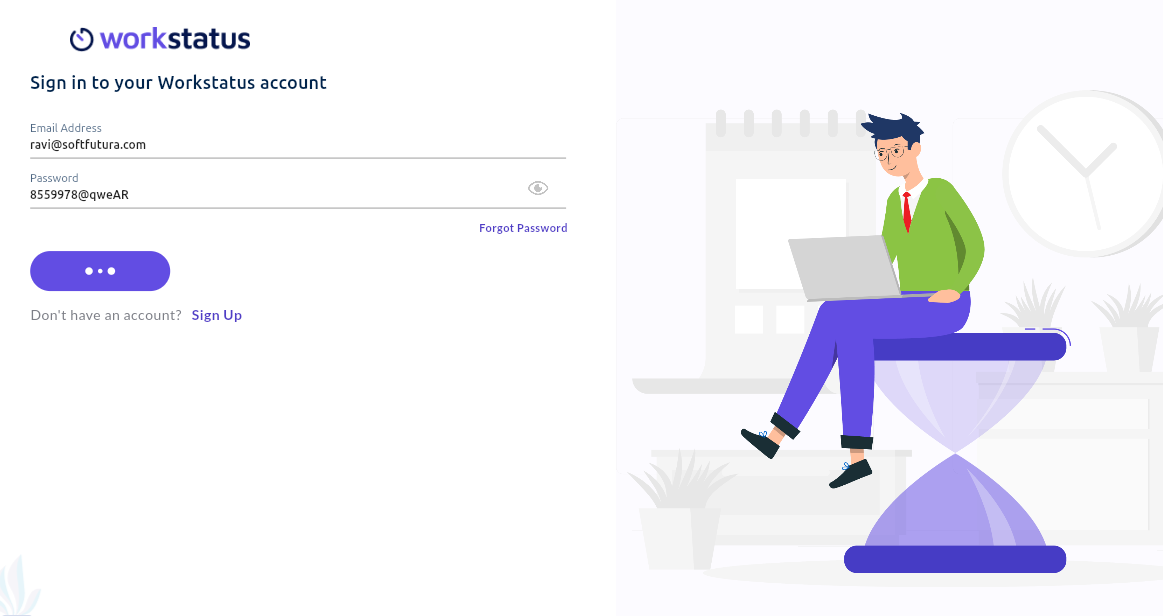 workstatus
Sign in to your Workstatus account
Email Address
ravi@softfutura.com
Password
8559978@qweAR
Forgot Password
Don't have an account? Sign Up